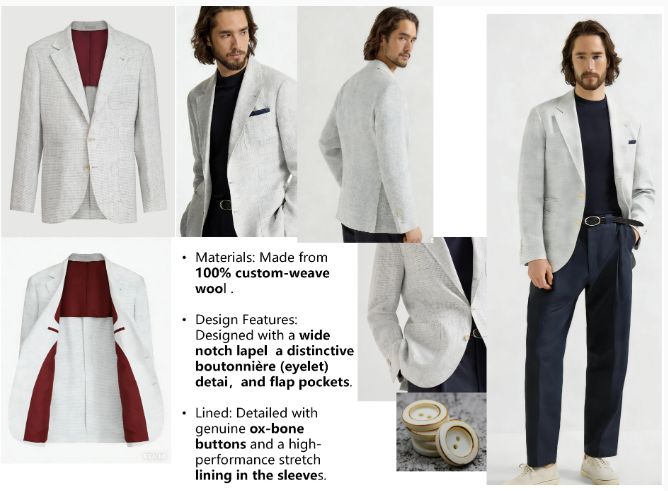 • Materials: Made from
100% custom-weave
wool .
• Design Features:
Designed with a wide
notch lapel a distinctive
boutonnière (eyelet)
detai, and flap pockets.
• Lined: Detailed with
genuine ox-bone
buttons and a high-
performance stretch
lining in the sleeves.